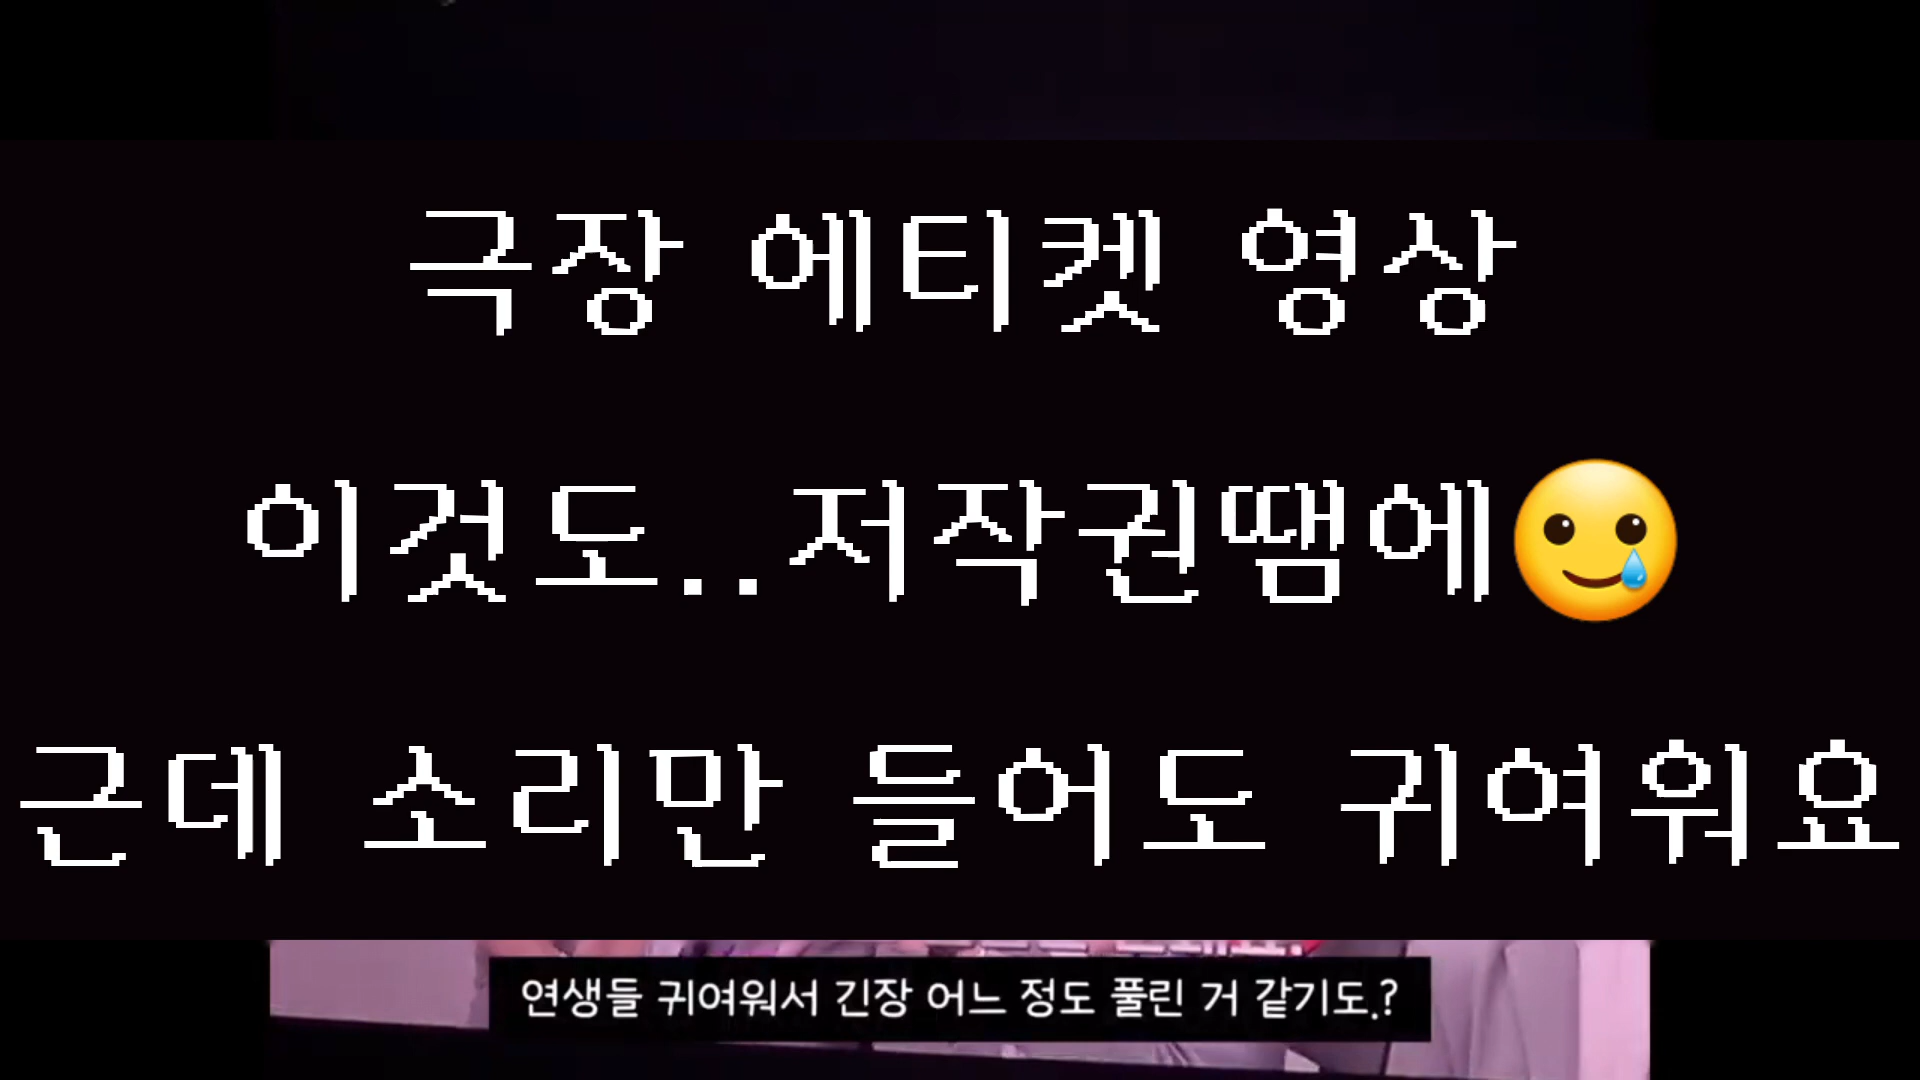 극장 에티켓 영상
이것도..저작권땜에🥲
근데 소리만 들어도 귀여워요
연생들 귀여워서 긴장 어느 정도 풀린 거 같기도.?